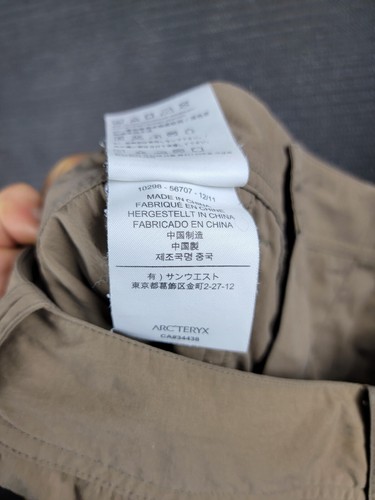 10298 - 56707 - 12/11
MADE IN CHINA
FABRIQUE EN CHINE
HERGESTELLT IN CHINA
FABRICADO EN CHINA
中国制造
中国製
제조국명 중국
有）サンウエスト
東京都葛飾区金町2-27-12
ARC'TERYX
CA#34436